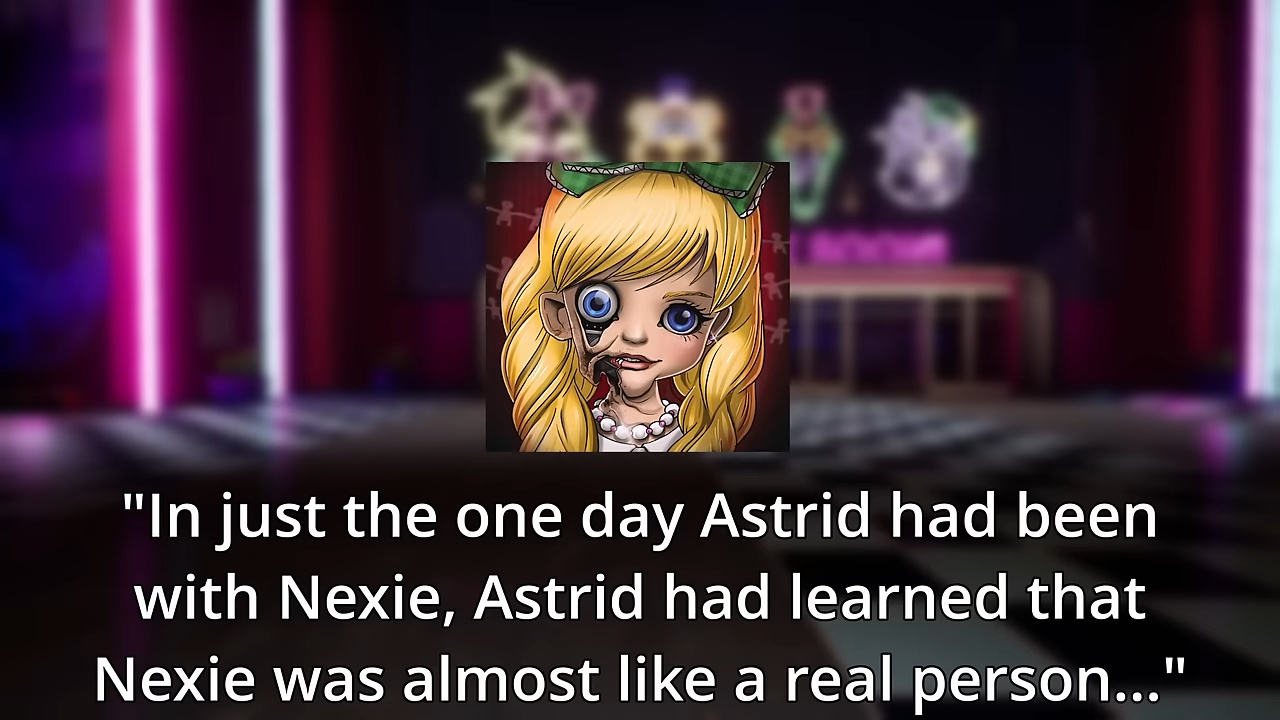 "In just the one day Astrid had been
with Nexie, Astrid had learned that
Nexie was almost like a real person..."